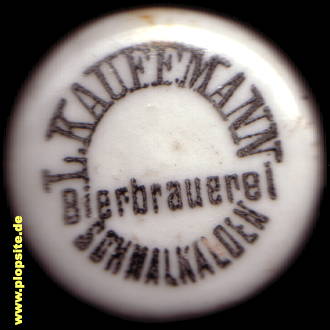 L. KAUFFMANN
Bierbrauerei
SCHMALKALDEN
www.plopsite.de